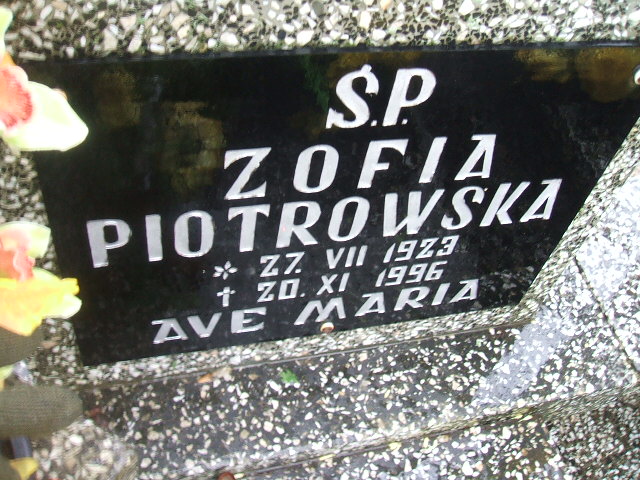 Ś.P.
ZOFIA
PIOTROWSKA
* 27. VII 1923
† 20. XI 1996
AVE MARIA